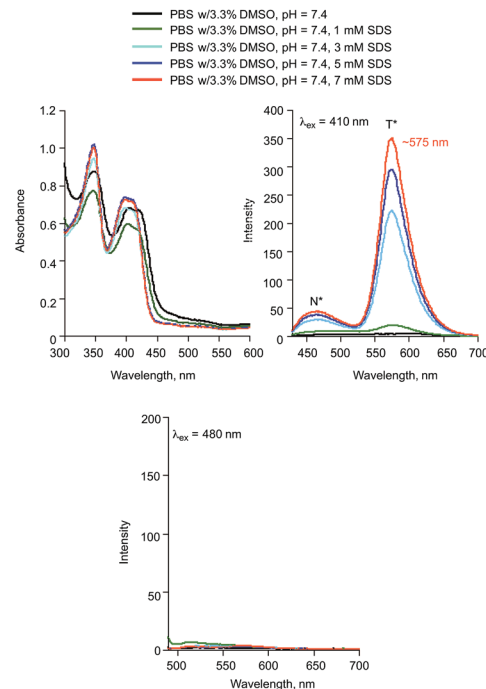 PBS w/3.3% DMSO, pH = 7.4
PBS w/3.3% DMSO, pH = 7.4, 1 mM SDS
PBS w/3.3% DMSO, pH = 7.4, 3 mM SDS
PBS w/3.3% DMSO, pH = 7.4, 5 mM SDS
PBS w/3.3% DMSO, pH = 7.4, 7 mM SDS
1.2
1.0
0.8
0.6
0.4
0.2
0
Absorbance
300 350 400 450 500 550 600
Wavelength, nm
400
350
300
250
200
150
100
50
0
Intensity
λex = 410 nm
T*
~575 nm
N*
450 500 550 600 650 700
Wavelength, nm
200
150
100
50
0
Intensity
λex = 480 nm
500 550 600 650 700
Wavelength, nm